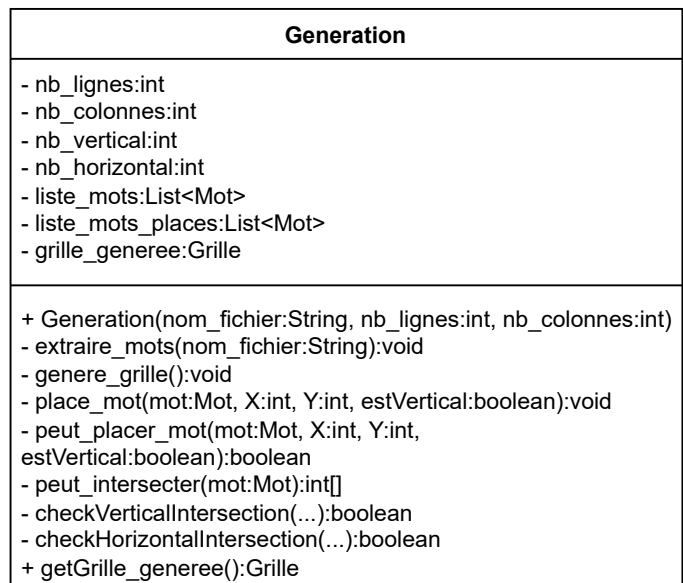 Generation
- nb_lignes:int
- nb_colonnes:int
- nb_vertical:int
- nb_horizontal:int
- liste_mots:List<Mot>
- liste_mots_places:List<Mot>
- grille_generee:Grille
+ Generation(nom_fichier:String, nb_lignes:int, nb_colonnes:int)
- extraire_mots(nom_fichier:String):void
- genere_grille():void
- place_mot(mot:Mot, X:int, Y:int, estVertical:boolean):void
- peut_placer_mot(mot:Mot, X:int, Y:int,
estVertical:boolean):boolean
- peut_intersecter(mot:Mot):int[]
- checkVerticalIntersection(...):boolean
- checkHorizontalIntersection(...):boolean
+ getGrille_generee():Grille